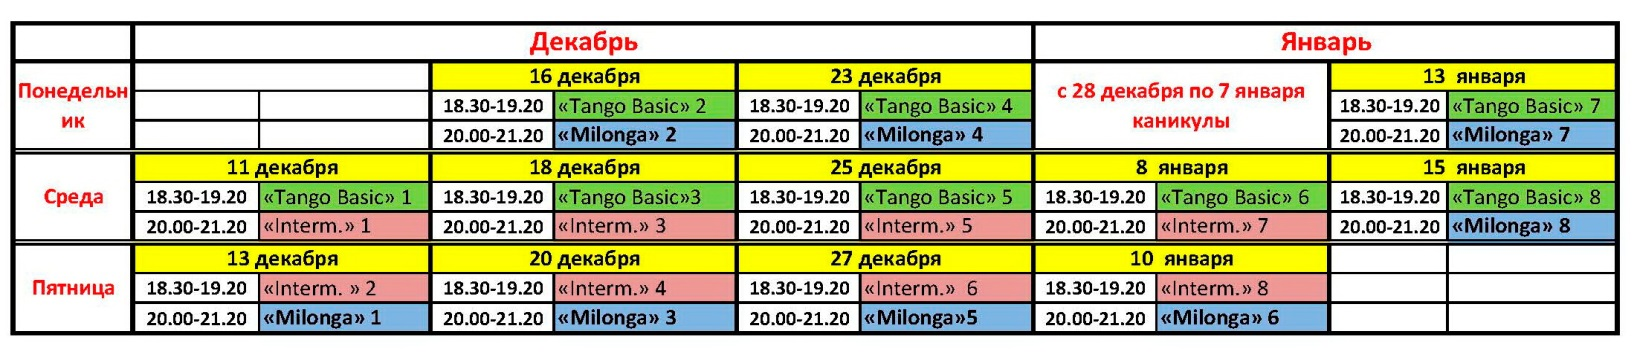 Декабрь Январь
Понедельн
ик
16 декабря 23 декабря с 28 декабря по 7 января
каникулы 13 января
18.30-19.20 «Tango Basic» 2 18.30-19.20 «Tango Basic» 4 18.30-19.20 «Tango Basic» 7
20.00-21.20 «Milonga» 2 20.00-21.20 «Milonga» 4 20.00-21.20 «Milonga» 7
Среда
11 декабря 18 декабря 25 декабря 8 января 15 января
18.30-19.20 «Tango Basic» 1 18.30-19.20 «Tango Basic»3 18.30-19.20 «Tango Basic» 5 18.30-19.20 «Tango Basic» 6 18.30-19.20 «Tango Basic» 8
20.00-21.20 «Interm.» 1 20.00-21.20 «Interm.» 3 20.00-21.20 «Interm.» 5 20.00-21.20 «Interm.» 7 20.00-21.20 «Milonga» 8
Пятница
13 декабря 20 декабря 27 декабря 10 января
18.30-19.20 «Interm. » 2 18.30-19.20 «Interm.» 4 18.30-19.20 «Interm.» 6 18.30-19.20 «Interm.» 8
20.00-21.20 «Milonga» 1 20.00-21.20 «Milonga» 3 20.00-21.20 «Milonga»5 20.00-21.20 «Milonga» 6